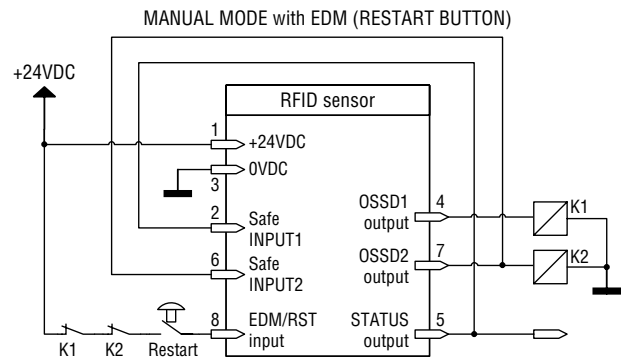 MANUAL MODE with EDM (RESTART BUTTON)
+24VDC
RFID sensor
1
+24VDC
0VDC
3
2
Safe
INPUT1
6
Safe
INPUT2
8
EDM/RST
input
OSSD1
output
4
K1
OSSD2
output
7
K2
STATUS
output
5
K1
K2
Restart